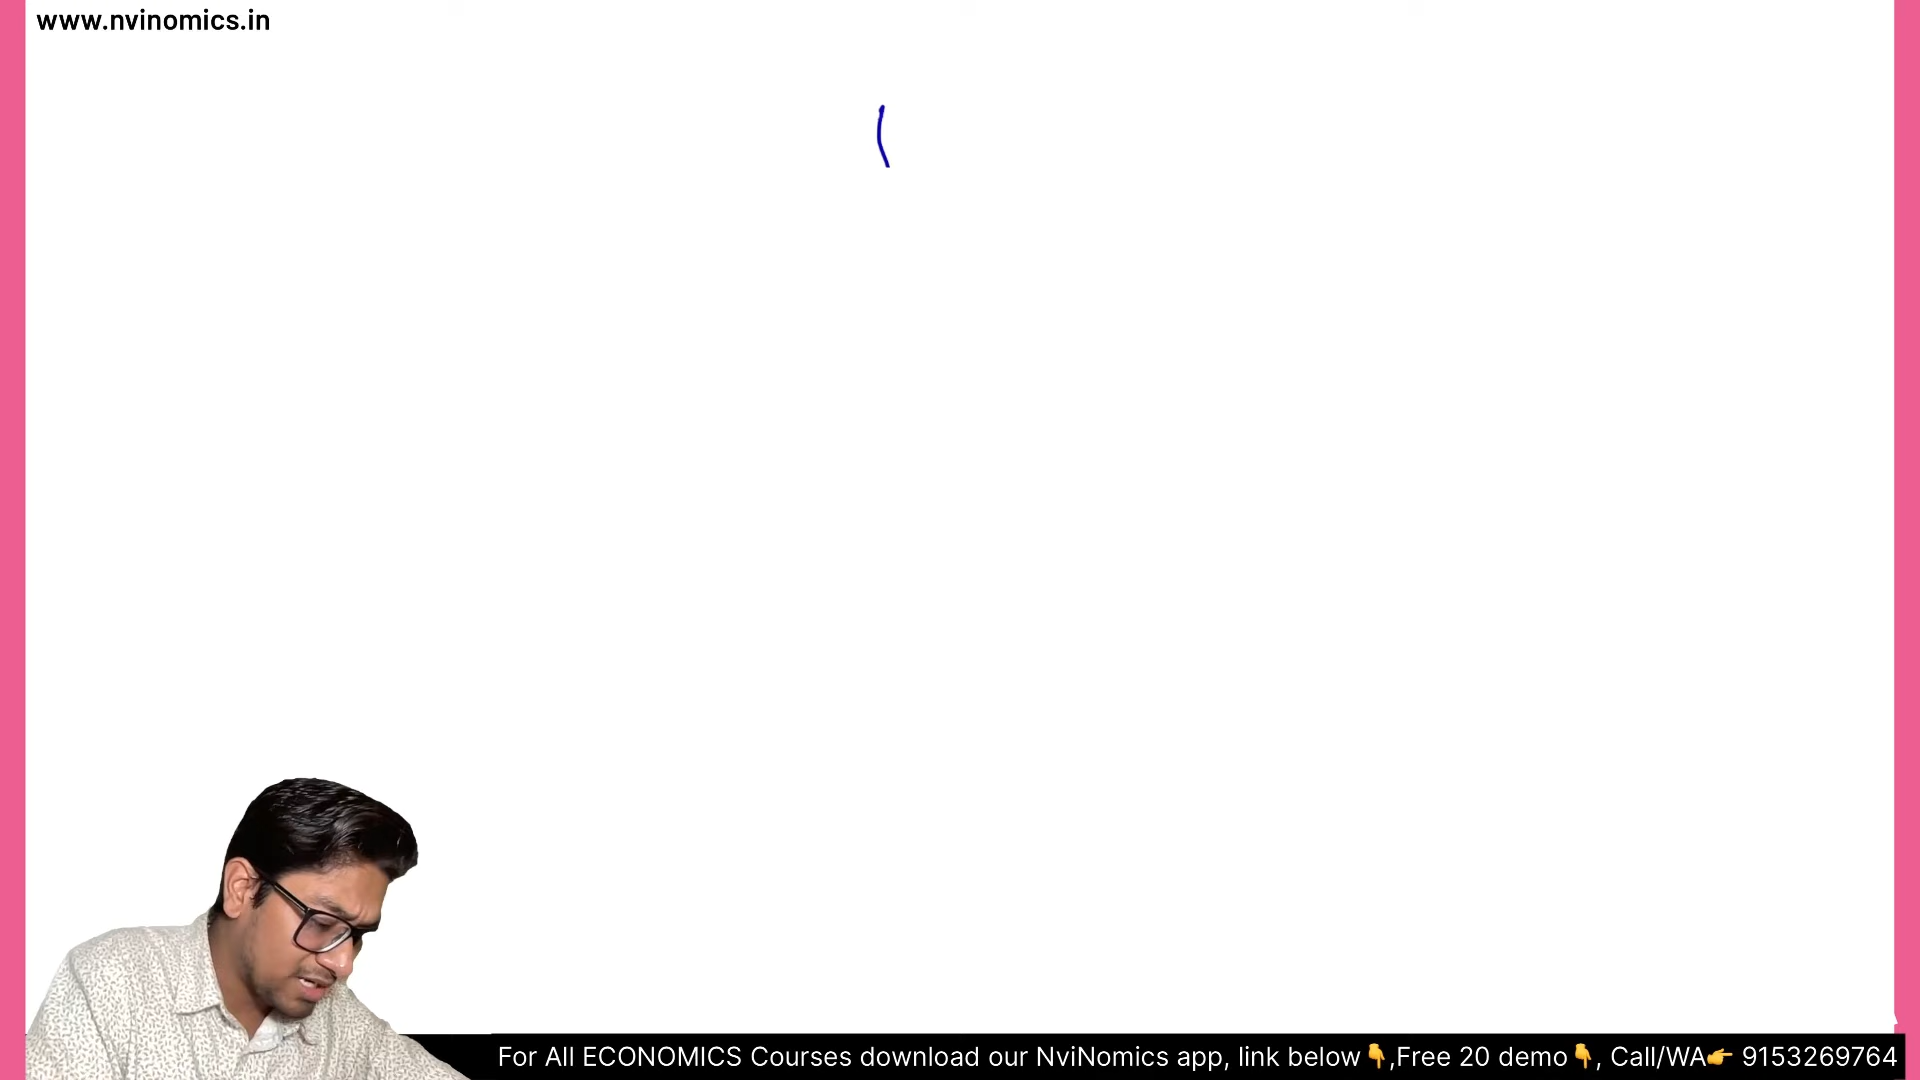 www.nvinomics.in
For All ECONOMICS Courses download our NviNomics app, link below👇,Free 20 demo👇, Call/WA👉 9153269764